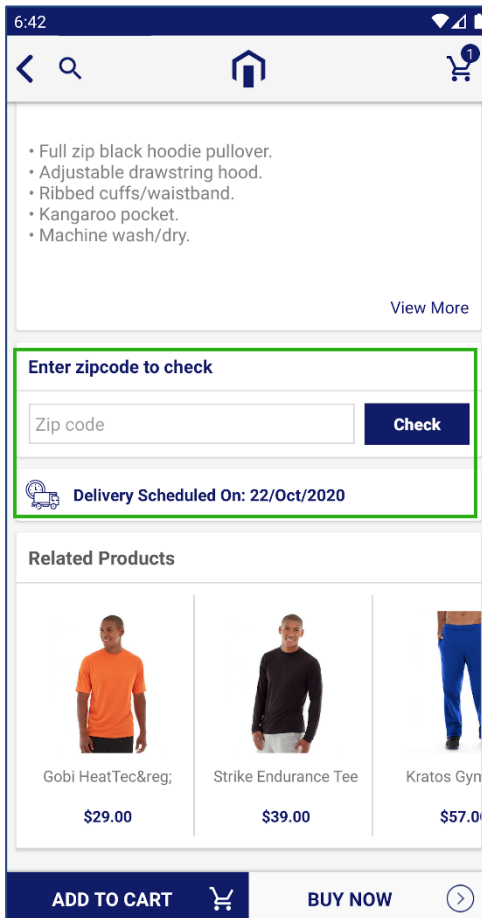 6:42
1
• Full zip black hoodie pullover.
• Adjustable drawstring hood.
• Ribbed cuffs/waistband.
• Kangaroo pocket.
• Machine wash/dry.
View More
Enter zipcode to check
Zip code
Check
Delivery Scheduled On: 22/Oct/2020
Related Products
Gobi HeatTec&reg;
Strike Endurance Tee
Kratos Gym
$29.00
$39.00
$57.0
ADD TO CART
BUY NOW